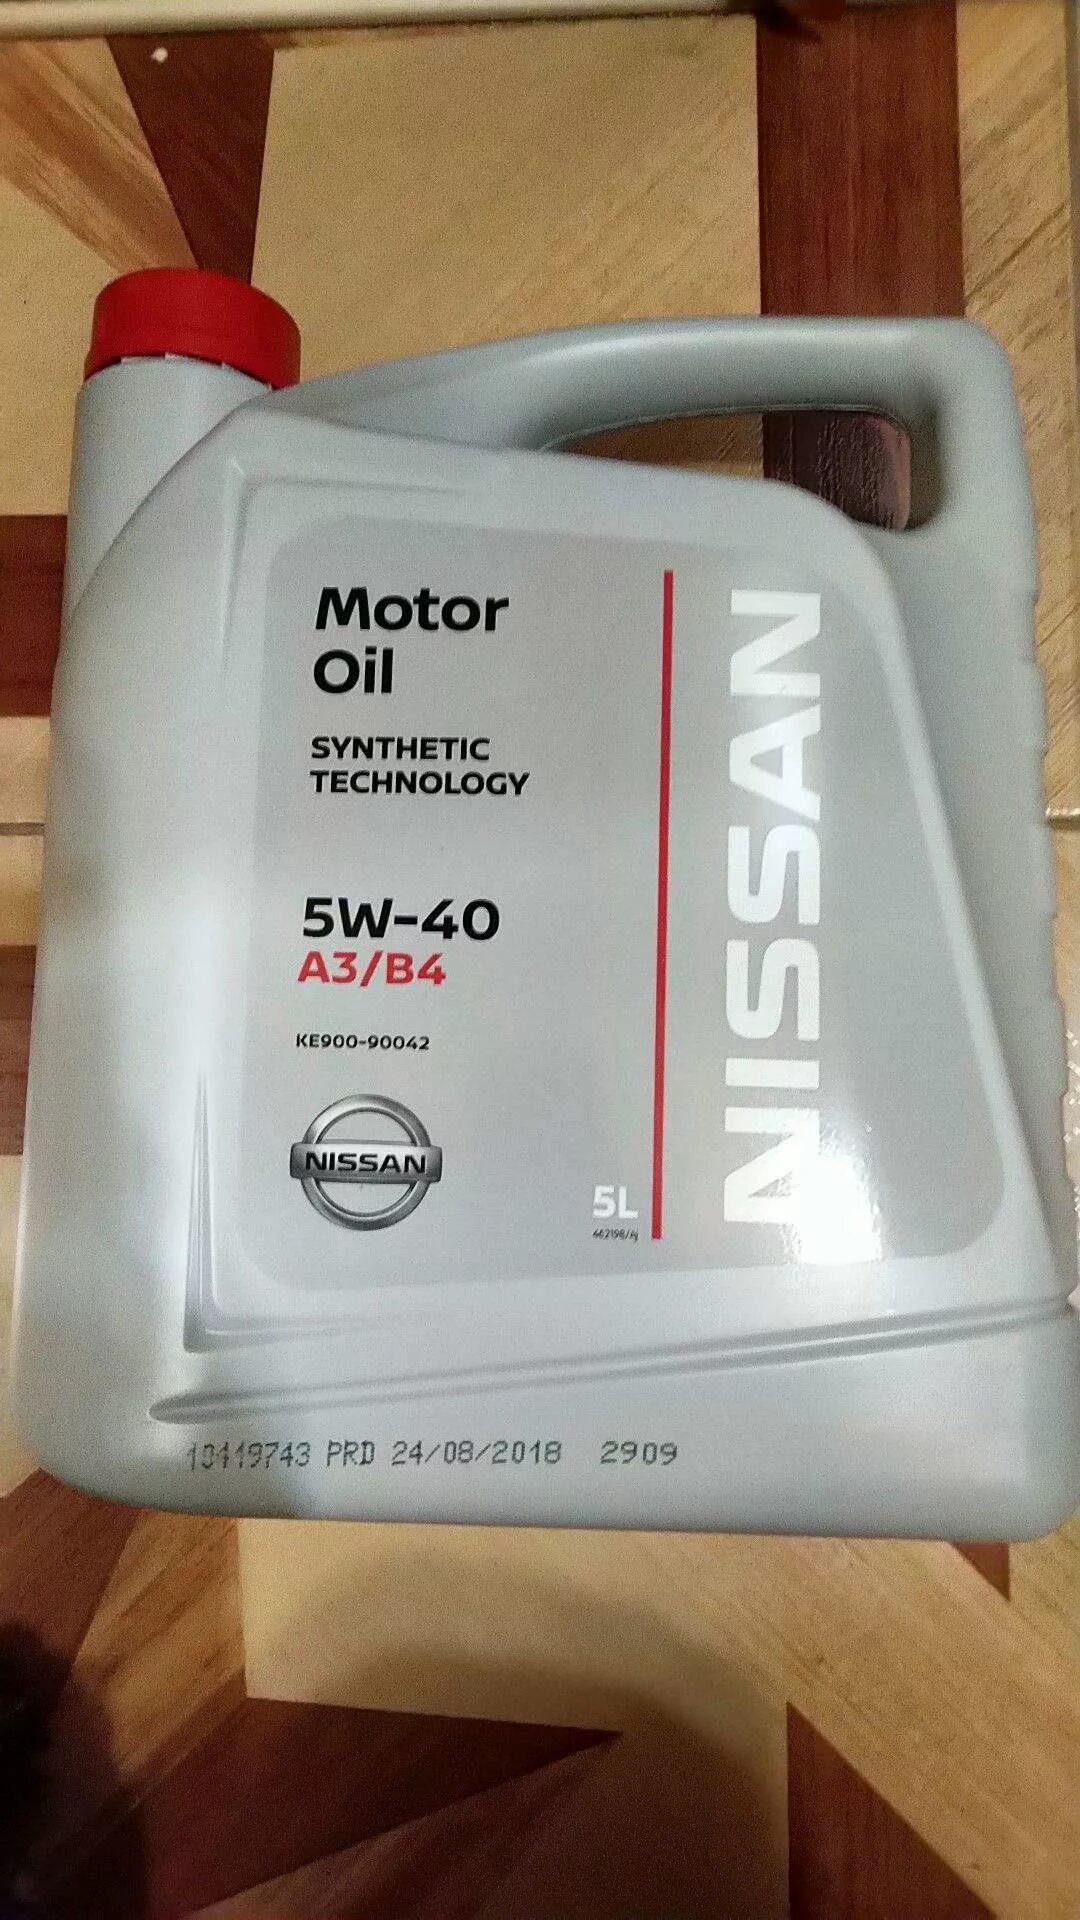 Motor
Oil
SYNTHETIC
TECHNOLOGY
5W-40
A3/B4
KE900-90042
NISSAN
5L
NISSAN
PRD 24/08/2018 2909